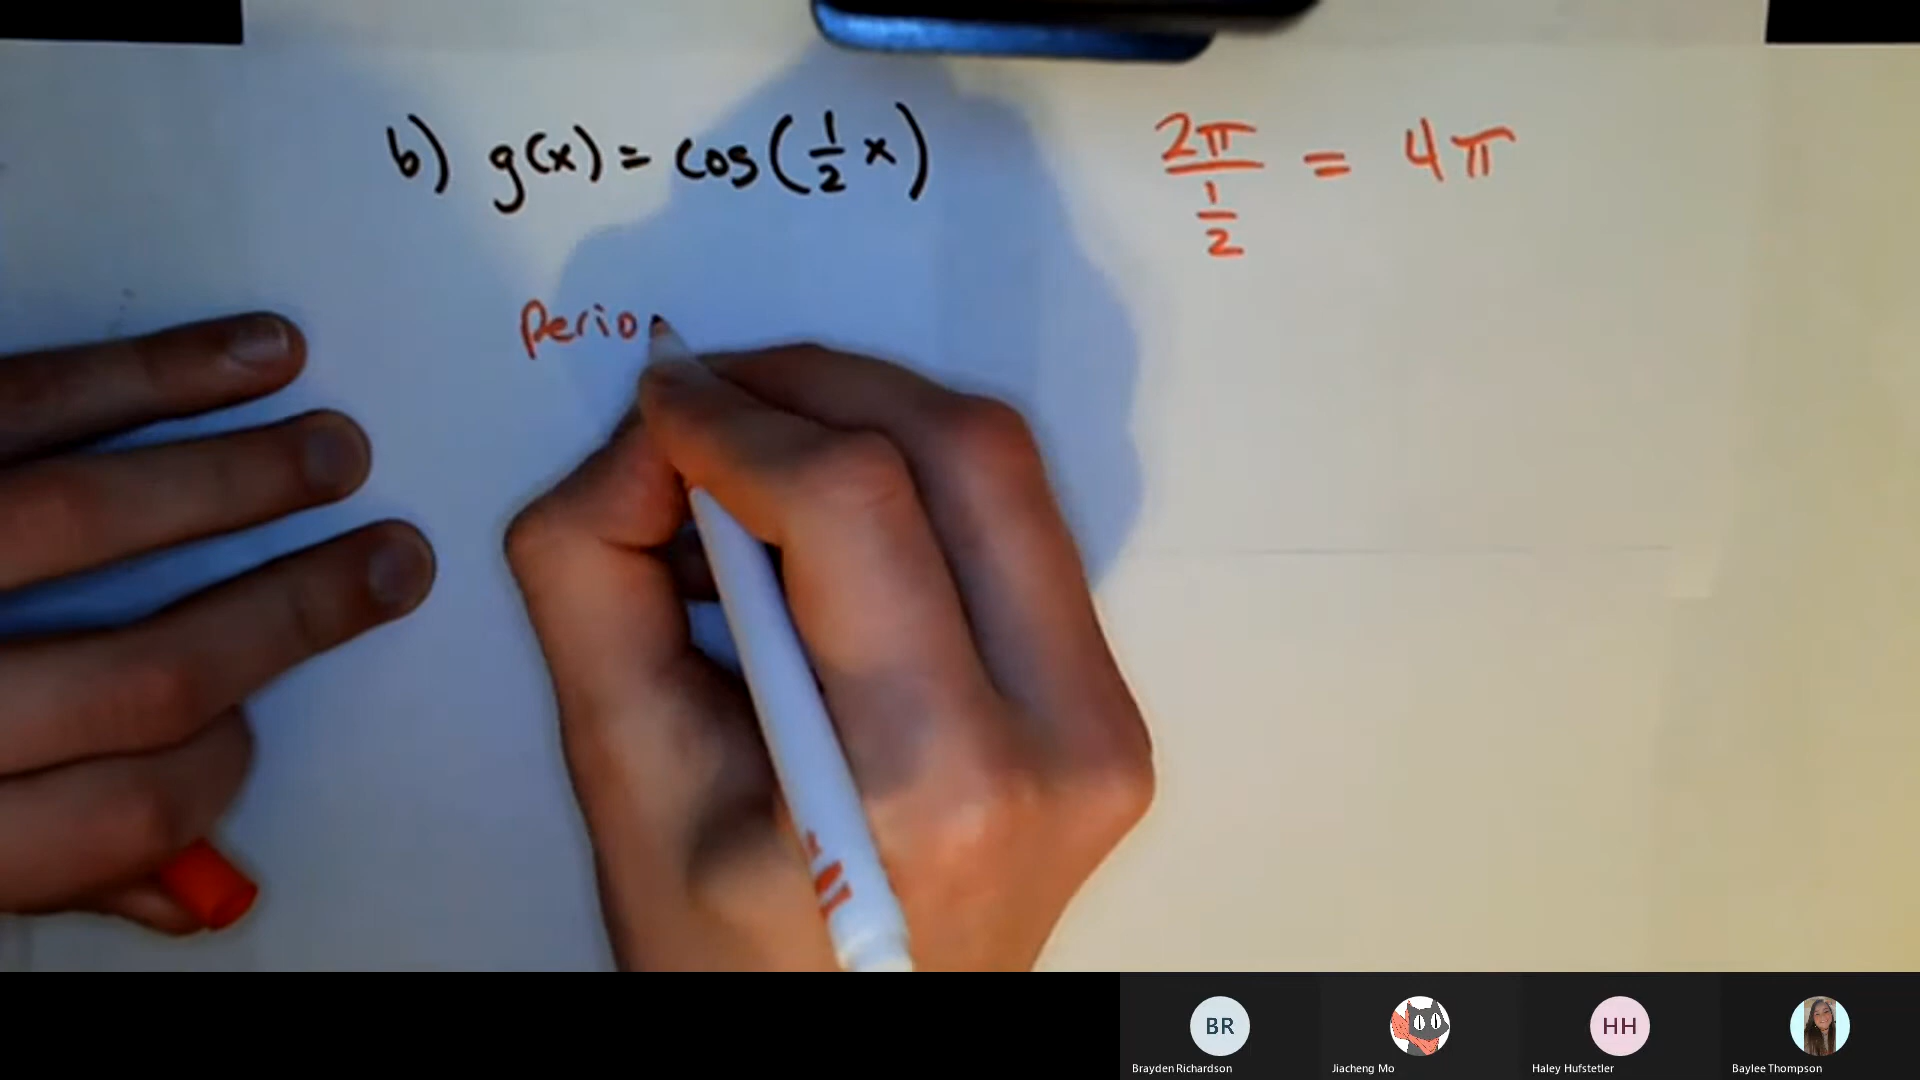 b) g(x) = cos(1/2 x)
2π / 1/2 = 4π
Perio
BR
HH
Brayden Richardson
Jiacheng Mo
Haley Hufstetler
Baylee Thompson